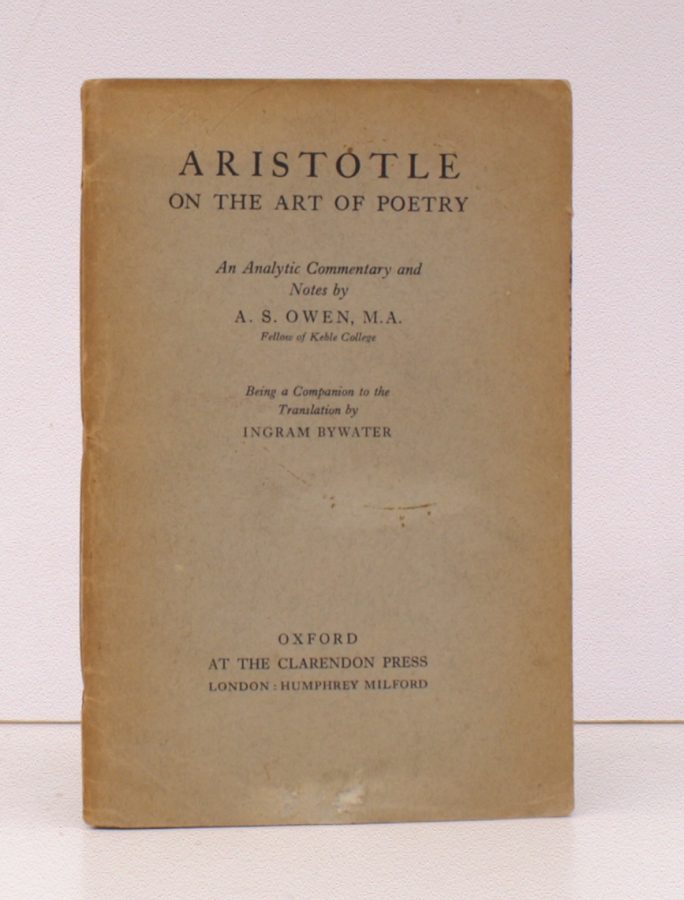 ARISTOTLE
ON THE ART OF POETRY
An Analytic Commentary and
Notes by
A. S. OWEN, M.A.
Fellow of Keble College
Being a Companion to the
Translation by
INGRAM BYWATER
OXFORD
AT THE CLARENDON PRESS
LONDON : HUMPHREY MILFORD